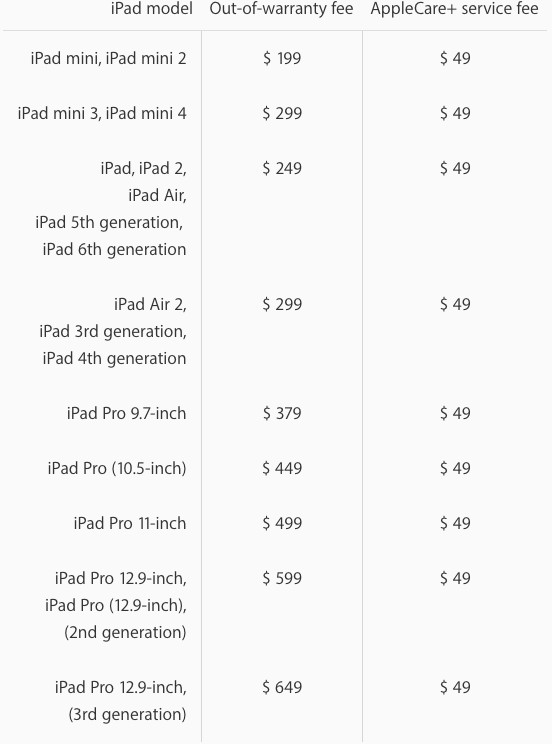 iPad model Out-of-warranty fee AppleCare+ service fee
iPad mini, iPad mini 2 $ 199 $ 49
iPad mini 3, iPad mini 4 $ 299 $ 49
iPad, iPad 2, $ 249 $ 49
iPad Air,
iPad 5th generation,
iPad 6th generation
iPad Air 2, $ 299 $ 49
iPad 3rd generation,
iPad 4th generation
iPad Pro 9.7-inch $ 379 $ 49
iPad Pro (10.5-inch) $ 449 $ 49
iPad Pro 11-inch $ 499 $ 49
iPad Pro 12.9-inch, $ 599 $ 49
iPad Pro (12.9-inch),
(2nd generation)
iPad Pro 12.9-inch, $ 649 $ 49
(3rd generation)